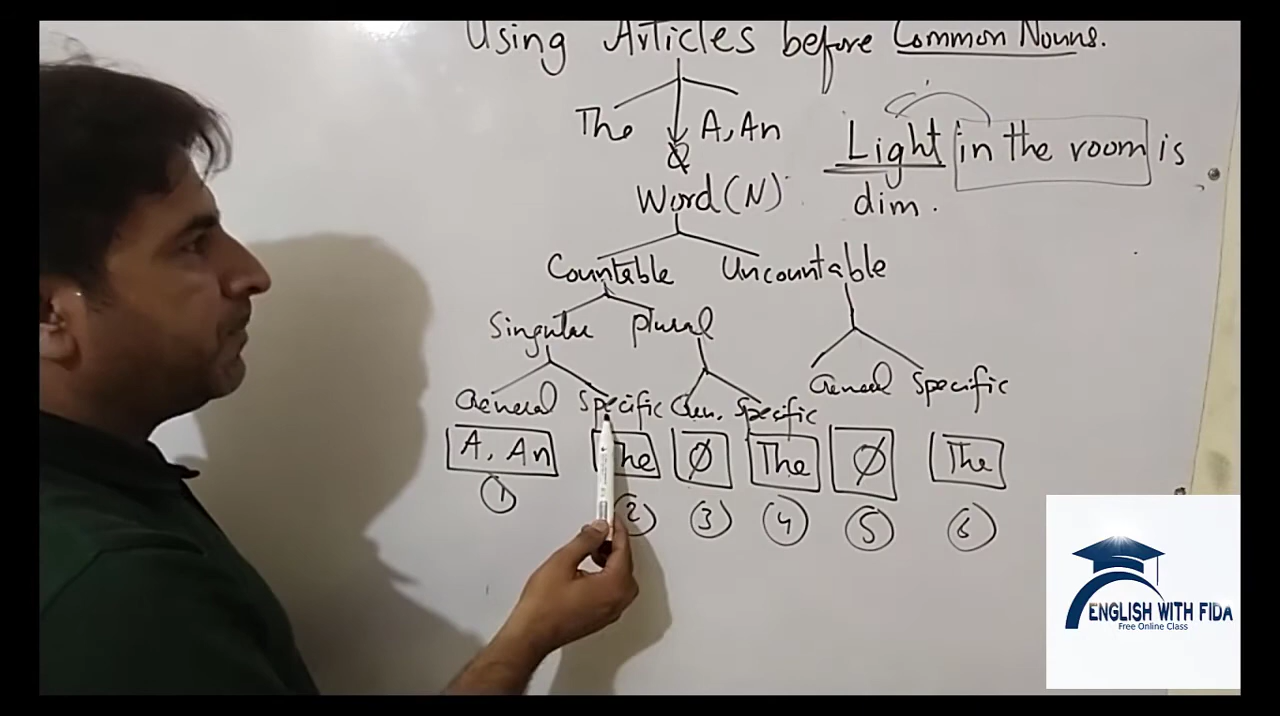 Using Articles before Common Nouns.
The Ø A, An
Light in the room is
dim.
Word (N)
Countable Uncountable
Singular Plural
General Specific
General Specific Gen. Specific
A, An The Ø The Ø The
1 2 3 4 5 6
ENGLISH WITH FIDA
Free Online Class